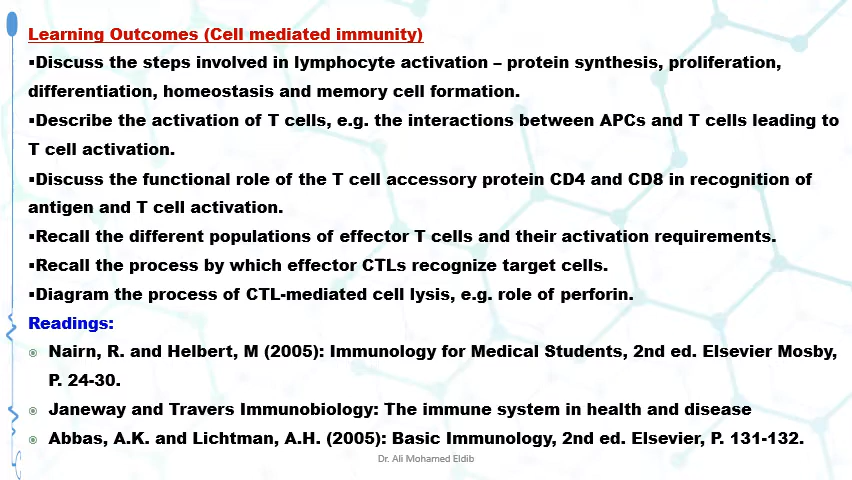 Learning Outcomes (Cell mediated immunity)
▪Discuss the steps involved in lymphocyte activation – protein synthesis, proliferation,
differentiation, homeostasis and memory cell formation.
▪Describe the activation of T cells, e.g. the interactions between APCs and T cells leading to
T cell activation.
▪Discuss the functional role of the T cell accessory protein CD4 and CD8 in recognition of
antigen and T cell activation.
▪Recall the different populations of effector T cells and their activation requirements.
▪Recall the process by which effector CTLs recognize target cells.
▪Diagram the process of CTL-mediated cell lysis, e.g. role of perforin.
Readings:
Nairn, R. and Helbert, M (2005): Immunology for Medical Students, 2nd ed. Elsevier Mosby,
P. 24-30.
Janeway and Travers Immunobiology: The immune system in health and disease
Abbas, A.K. and Lichtman, A.H. (2005): Basic Immunology, 2nd ed. Elsevier, P. 131-132.
Dr. Ali Mohamed Eldib